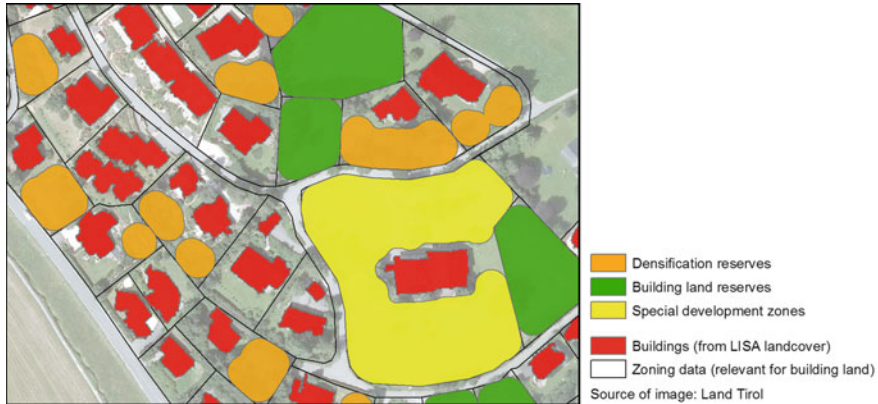 Densification reserves
Building land reserves
Special development zones
Buildings (from LISA landcover)
Zoning data (relevant for building land)
Source of image: Land Tirol